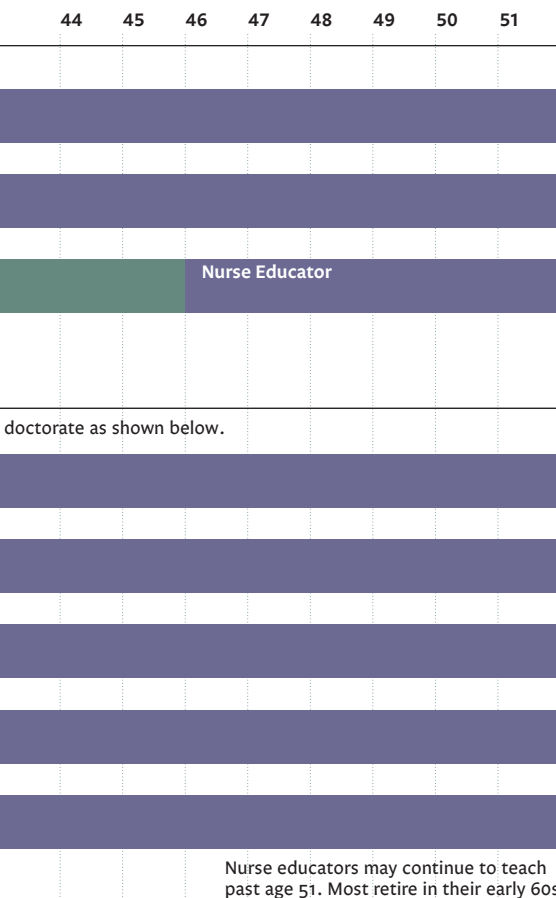 44 45 46 47 48 49 50 51
Nurse Educator
doctorate as shown below.
Nurse educators may continue to teach
past age 51. Most retire in their early 60s